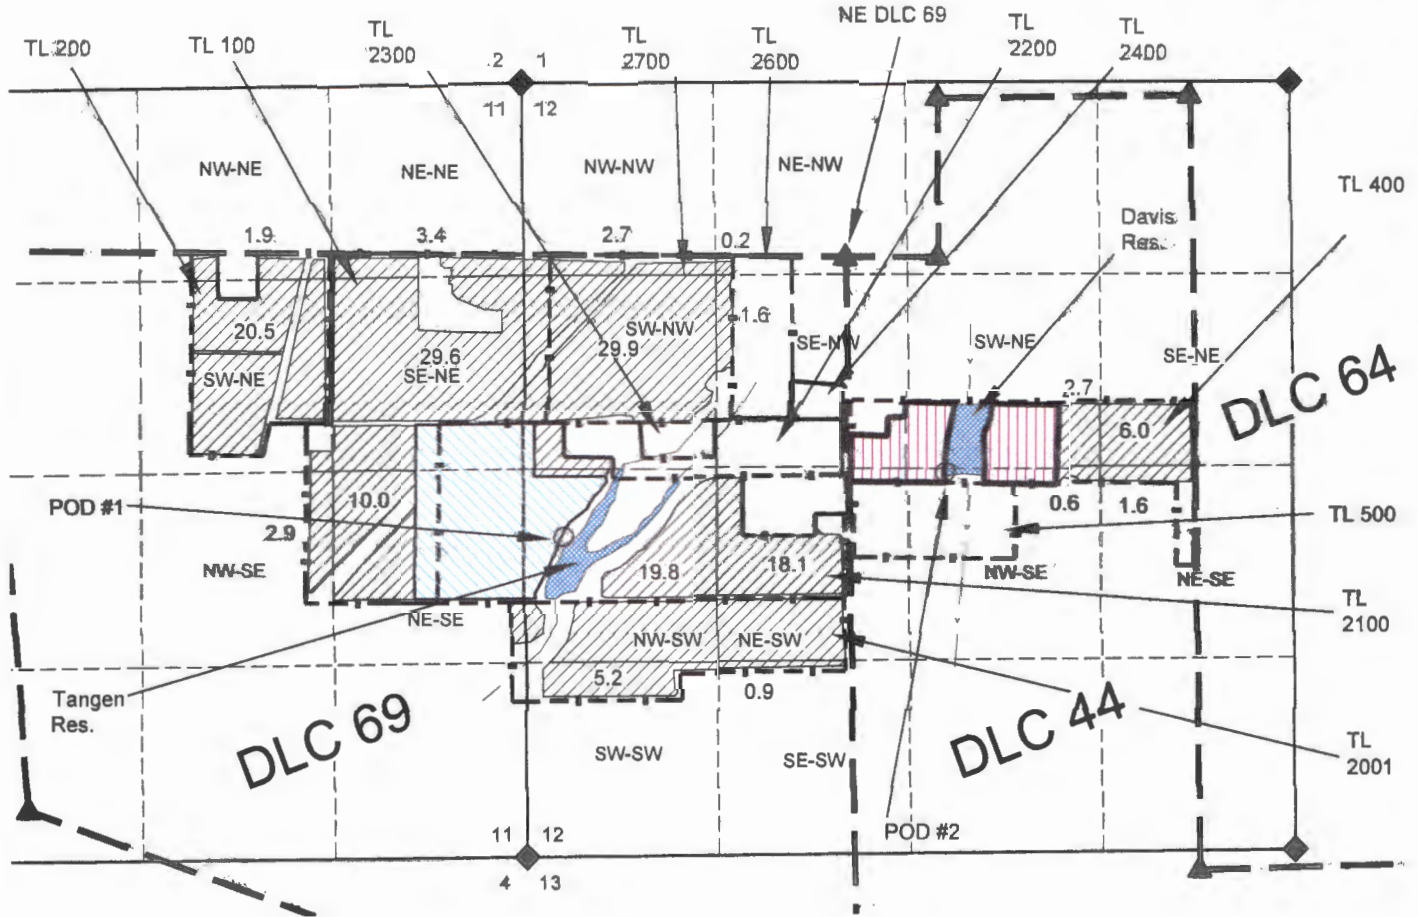 NE DLC 69
TL 200
TL 100
TL
2300
TL
2700
TL
2600
TL
2200
TL
2400
2
1
11
12
NW-NE
NE-NE
NW-NW
NE-NW
TL 400
Davis
Res.
1.9
3.4
2.7
0.2
20.5
29.6
29.9
1.6
SW-NE
SE-NE
SW-NW
SE-NW
SW-NE
SE-NE
2.7
6.0
DLC 64
POD #1
10.0
2.9
0.6
1.6
TL 500
NW-SE
19.8
18.1
NW-SE
NE-SE
NE-SE
NW-SW
NE-SW
TL
2100
5.2
0.9
Tangen
Res.
DLC 69
DLC 44
SW-SW
SE-SW
TL
2001
POD #2
11
12
4
13